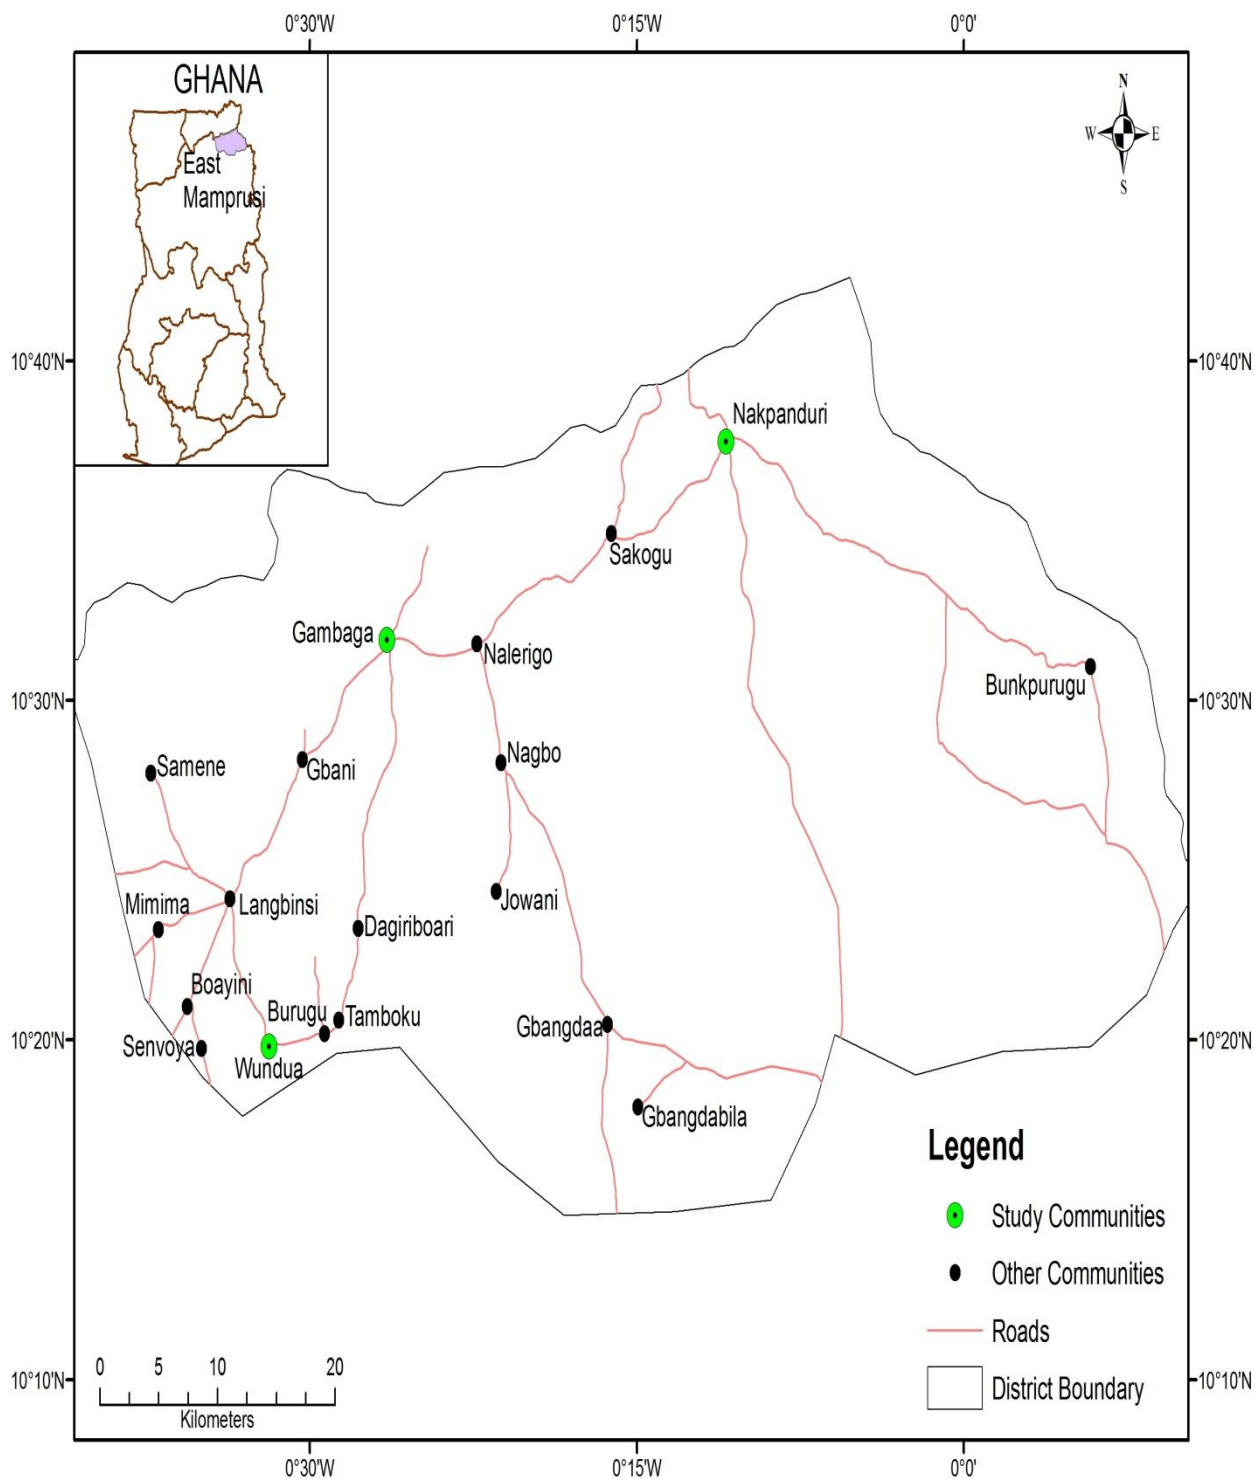 0°30'W 0°15'W 0°0'
GHANA
East
Mamprusi
N
W E
S
10°40'N 10°40'N
Nakpanduri
Sakogu
Gambaga
Nalerigo
Bunkpurugu
10°30'N 10°30'N
Samene
Gbani
Nagbo
Mimima
Langbinsi
Jowani
Dagiriboari
Boayini
Burugu
Tamboku
Gbangdaa
Senvoya
Wundua
10°20'N 10°20'N
Gbangdabila
Legend
Study Communities
Other Communities
Roads
District Boundary
0 5 10 20
Kilometers
10°10'N 10°10'N
0°30'W 0°15'W 0°0'